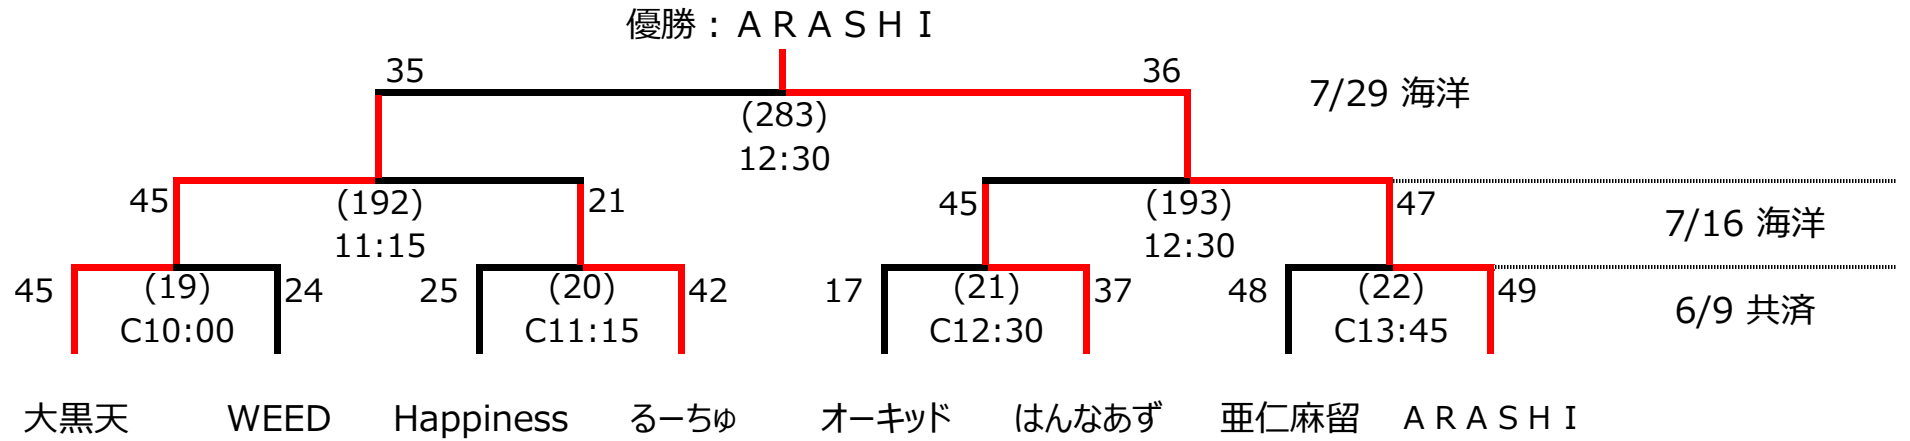 優勝：ＡＲＡＳＨＩ
35 36 7/29 海洋
(283)
12:30
45 (192) 21 45 (193) 47 7/16 海洋
11:15 12:30
45 (19) 24 25 (20) 42 17 (21) 37 48 (22) 49 6/9 共済
C10:00 C11:15 C12:30 C13:45
大黒天 WEED Happiness るーちゅ オーキッド はんなあず 亜仁麻留 ＡＲＡＳＨＩ